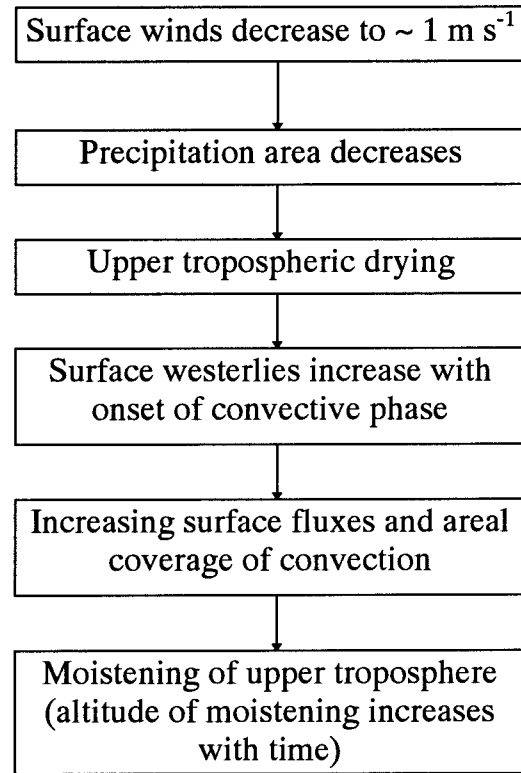 Surface winds decrease to ~ 1 m s⁻¹
Precipitation area decreases
Upper tropospheric drying
Surface westerlies increase with
onset of convective phase
Increasing surface fluxes and areal
coverage of convection
Moistening of upper troposphere
(altitude of moistening increases
with time)